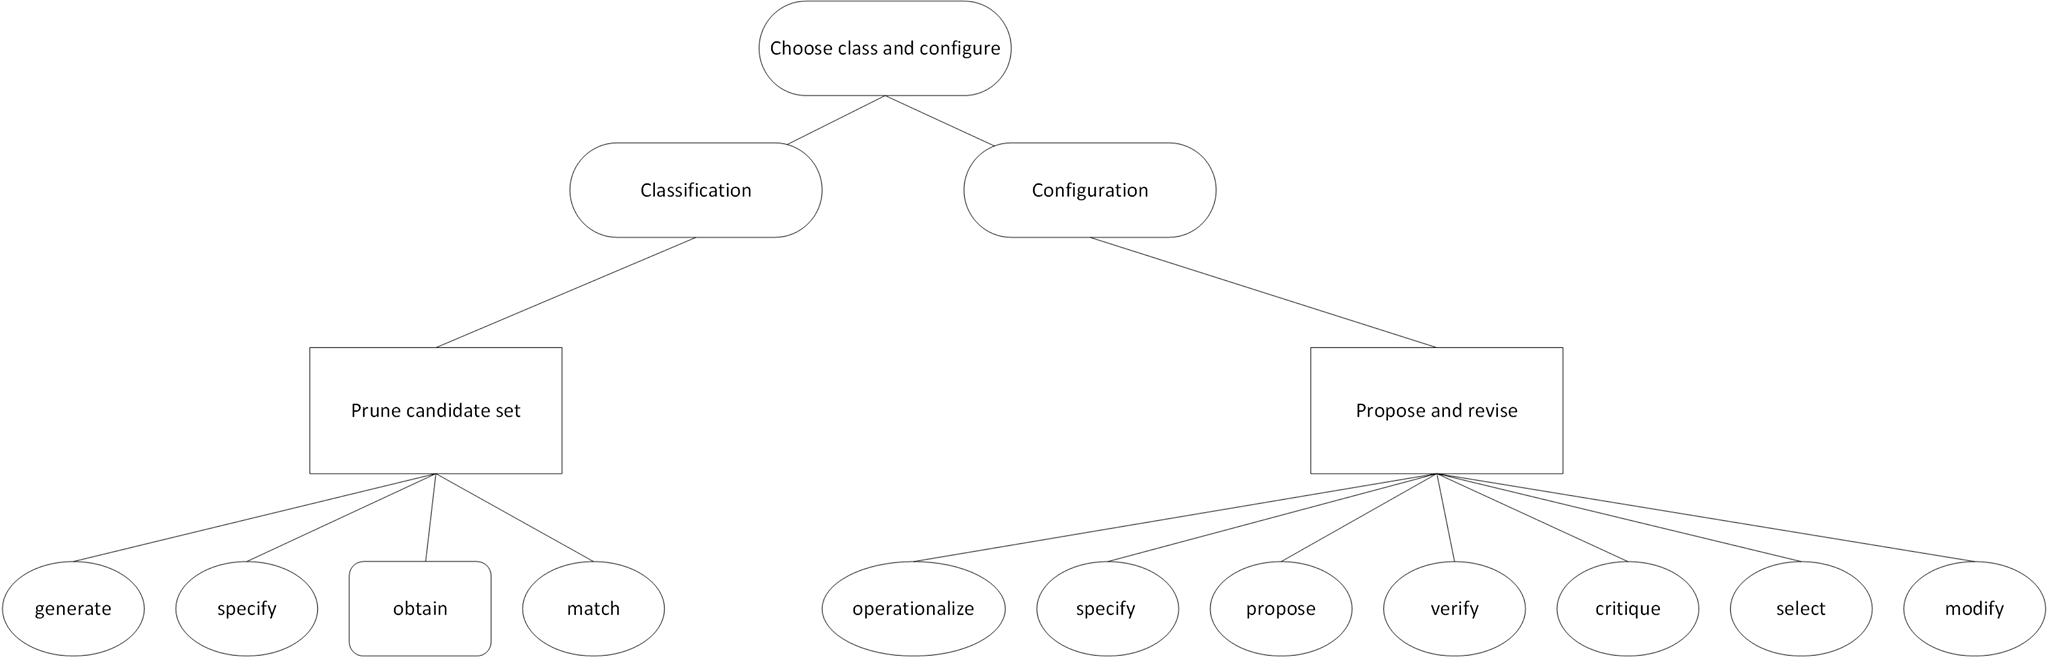 Choose class and configure
Classification
Configuration
Prune candidate set
Propose and revise
generate
specify
obtain
match
operationalize
specify
propose
verify
critique
select
modify